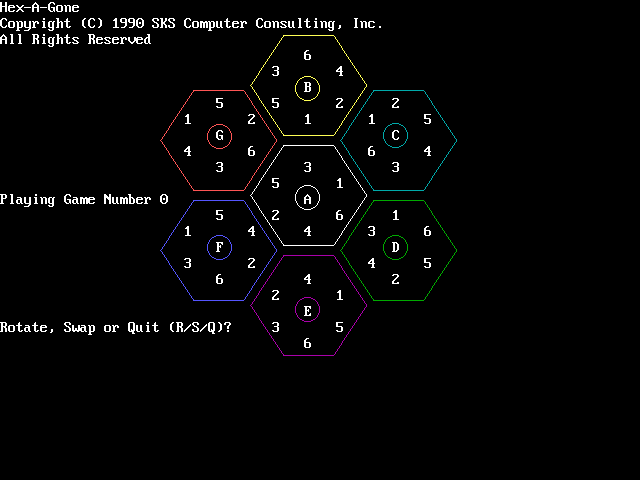 Hex-A-Gone
Copyright (C) 1990 SKS Computer Consulting, Inc.
All Rights Reserved
6
3 4
B
5 2
1
5
1 2
G
4 6
3
2
1 5
C
6 4
3
3
5 1
A
2 6
4
Playing Game Number 0
5
1 4
F
3 2
6
1
3 6
D
4 5
2
4
2 1
E
3 5
6
Rotate, Swap or Quit (R/S/Q)?